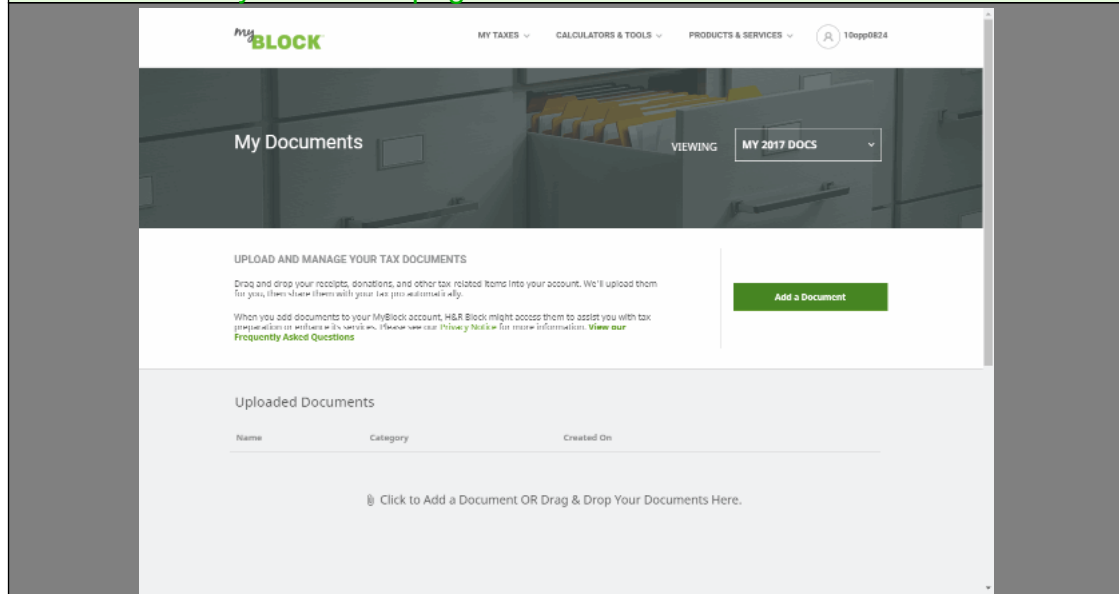 my BLOCK
MY TAXES CALCULATORS & TOOLS PRODUCTS & SERVICES 10opp0824
My Documents
VIEWING MY 2017 DOCS
UPLOAD AND MANAGE YOUR TAX DOCUMENTS
Drag and drop your receipts, donations, and other tax related items into your account. We'll upload them
for you, then share them with your tax pro automatically.
Add a Document
When you add documents to your MyBlock account, H&R Block might access them to assist you with tax
preparation or enhance its services. Please see our Privacy Notice for more information. View our
Frequently Asked Questions
Uploaded Documents
Name Category Created On
Click to Add a Document OR Drag & Drop Your Documents Here.